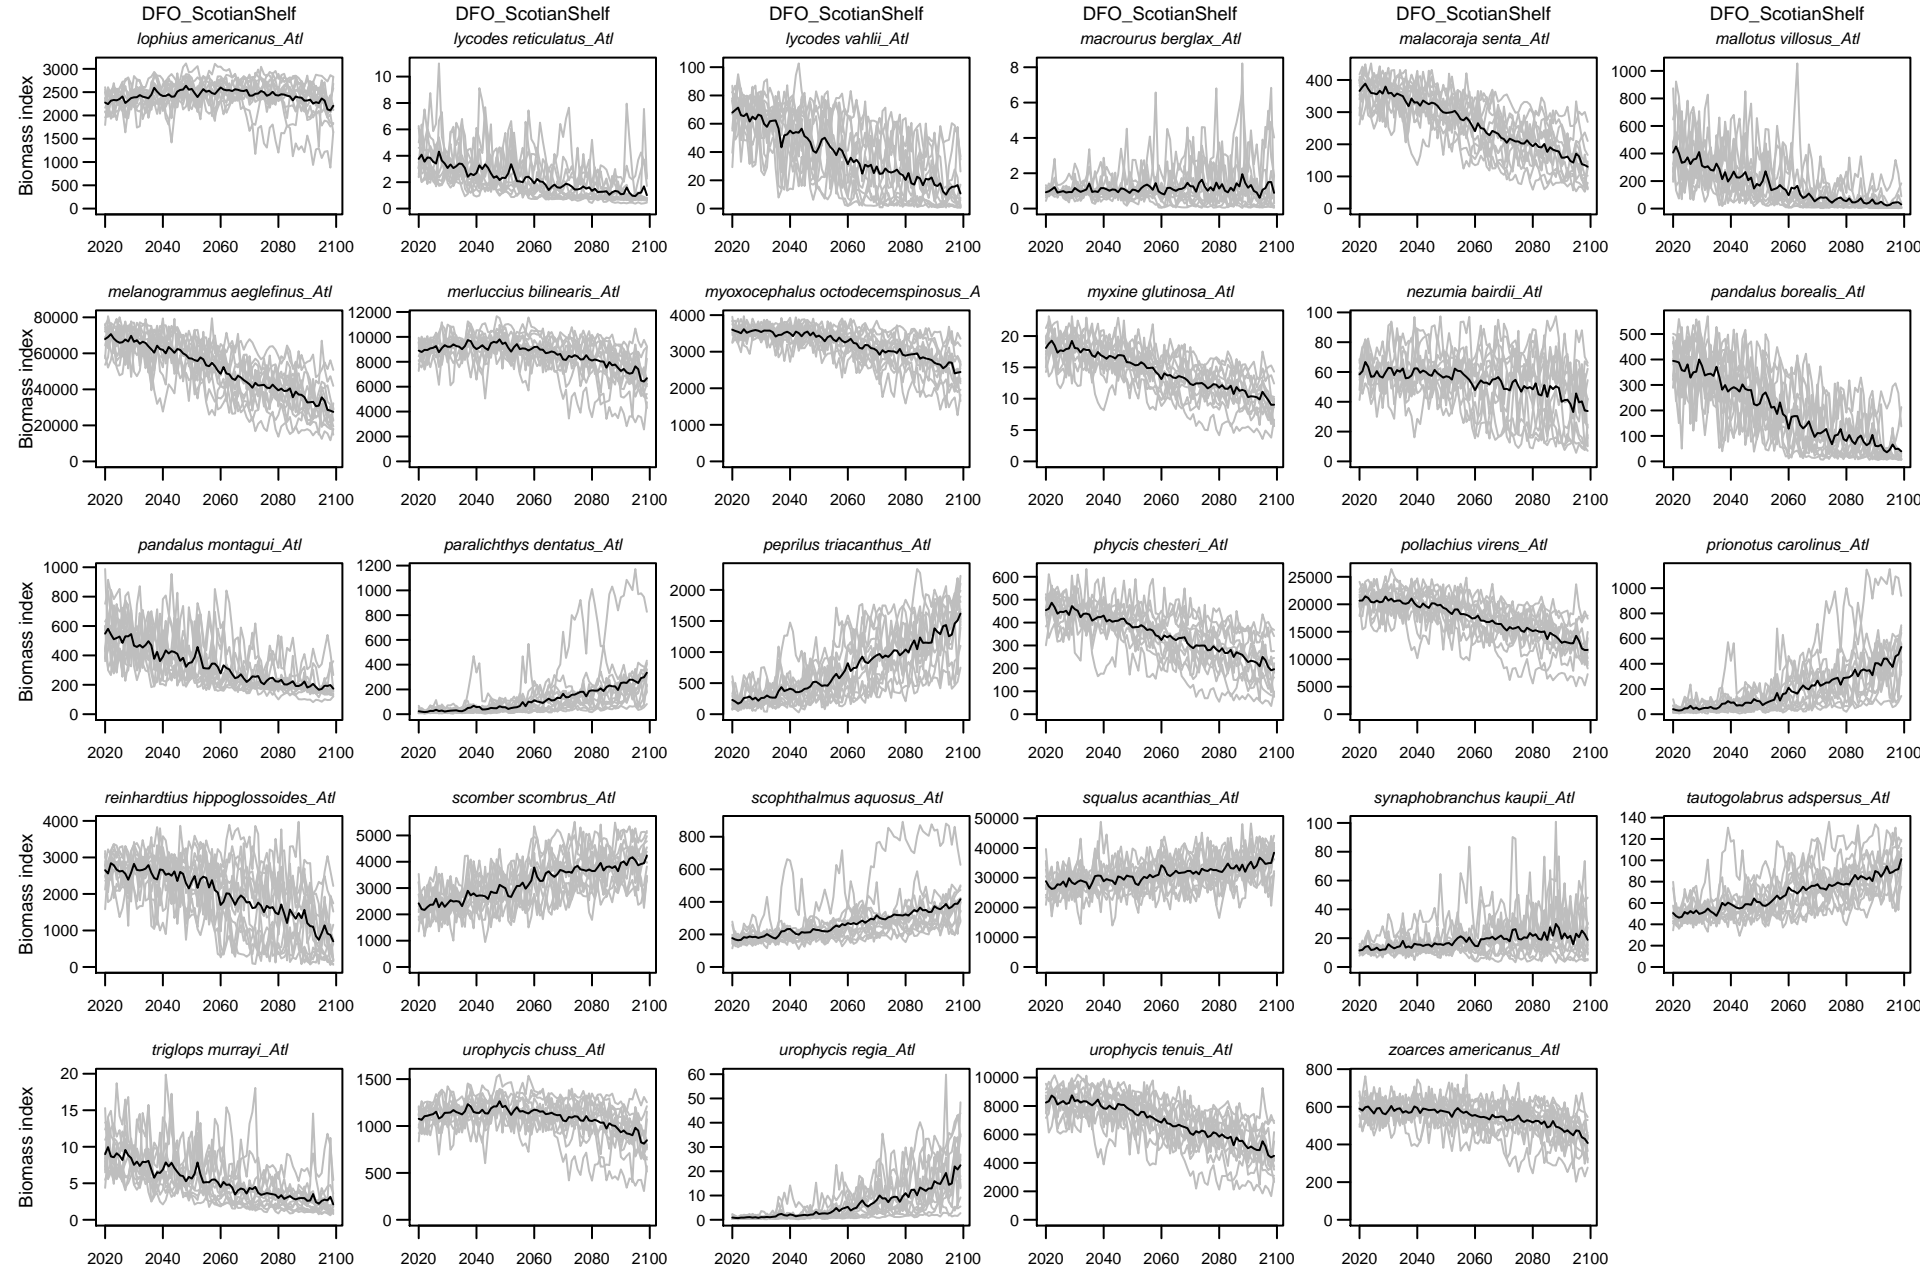 DFO_ScotianShelf DFO_ScotianShelf DFO_ScotianShelf DFO_ScotianShelf DFO_ScotianShelf DFO_ScotianShelf
lophius americanus_Atl lycodes reticulatus_Atl lycodes vahlii_Atl macrourus berglax_Atl malacoraja senta_Atl mallotus villosus_Atl
Biomass index
3000 2500 2000 1500 1000 500 0
10 8 6 4 2 0
100 80 60 40 20 0
8 6 4 2 0
400 300 200 100 0
1000 800 600 400 200 0
2020 2040 2060 2080 2100 2020 2040 2060 2080 2100 2020 2040 2060 2080 2100 2020 2040 2060 2080 2100 2020 2040 2060 2080 2100 2020 2040 2060 2080 2100
melanogrammus aeglefinus_Atl merluccius bilinearis_Atl myoxocephalus octodecemspinosus_A myxine glutinosa_Atl nezumia bairdii_Atl pandalus borealis_Atl
Biomass index
80000 60000 40000 20000 0
12000 10000 8000 6000 4000 2000 0
4000 3000 2000 1000 0
20 15 10 5 0
100 80 60 40 20 0
500 400 300 200 100 0
2020 2040 2060 2080 2100 2020 2040 2060 2080 2100 2020 2040 2060 2080 2100 2020 2040 2060 2080 2100 2020 2040 2060 2080 2100 2020 2040 2060 2080 2100
pandalus montagui_Atl paralichthys dentatus_Atl peprilus triacanthus_Atl phycis chesteri_Atl pollachius virens_Atl prionotus carolinus_Atl
Biomass index
1000 800 600 400 200 0
1200 1000 800 600 400 200 0
2000 1500 1000 500 0
600 500 400 300 200 100 0
25000 20000 15000 10000 5000 0
1000 800 600 400 200 0
2020 2040 2060 2080 2100 2020 2040 2060 2080 2100 2020 2040 2060 2080 2100 2020 2040 2060 2080 2100 2020 2040 2060 2080 2100 2020 2040 2060 2080 2100
reinhardtius hippoglossoides_Atl scomber scombrus_Atl scophthalmus aquosus_Atl squalus acanthias_Atl synaphobranchus kaupii_Atl tautogolabrus adspersus_Atl
Biomass index
4000 3000 2000 1000 0
5000 4000 3000 2000 1000 0
800 600 400 200 0
50000 40000 30000 20000 10000 0
100 80 60 40 20 0
140 120 100 80 60 40 20 0
2020 2040 2060 2080 2100 2020 2040 2060 2080 2100 2020 2040 2060 2080 2100 2020 2040 2060 2080 2100 2020 2040 2060 2080 2100 2020 2040 2060 2080 2100
triglops murrayi_Atl urophycis chuss_Atl urophycis regia_Atl urophycis tenuis_Atl zoarces americanus_Atl
Biomass index
20 15 10 5 0
1500 1000 500 0
60 50 40 30 20 10 0
10000 8000 6000 4000 2000 0
800 600 400 200 0
2020 2040 2060 2080 2100 2020 2040 2060 2080 2100 2020 2040 2060 2080 2100 2020 2040 2060 2080 2100 2020 2040 2060 2080 2100